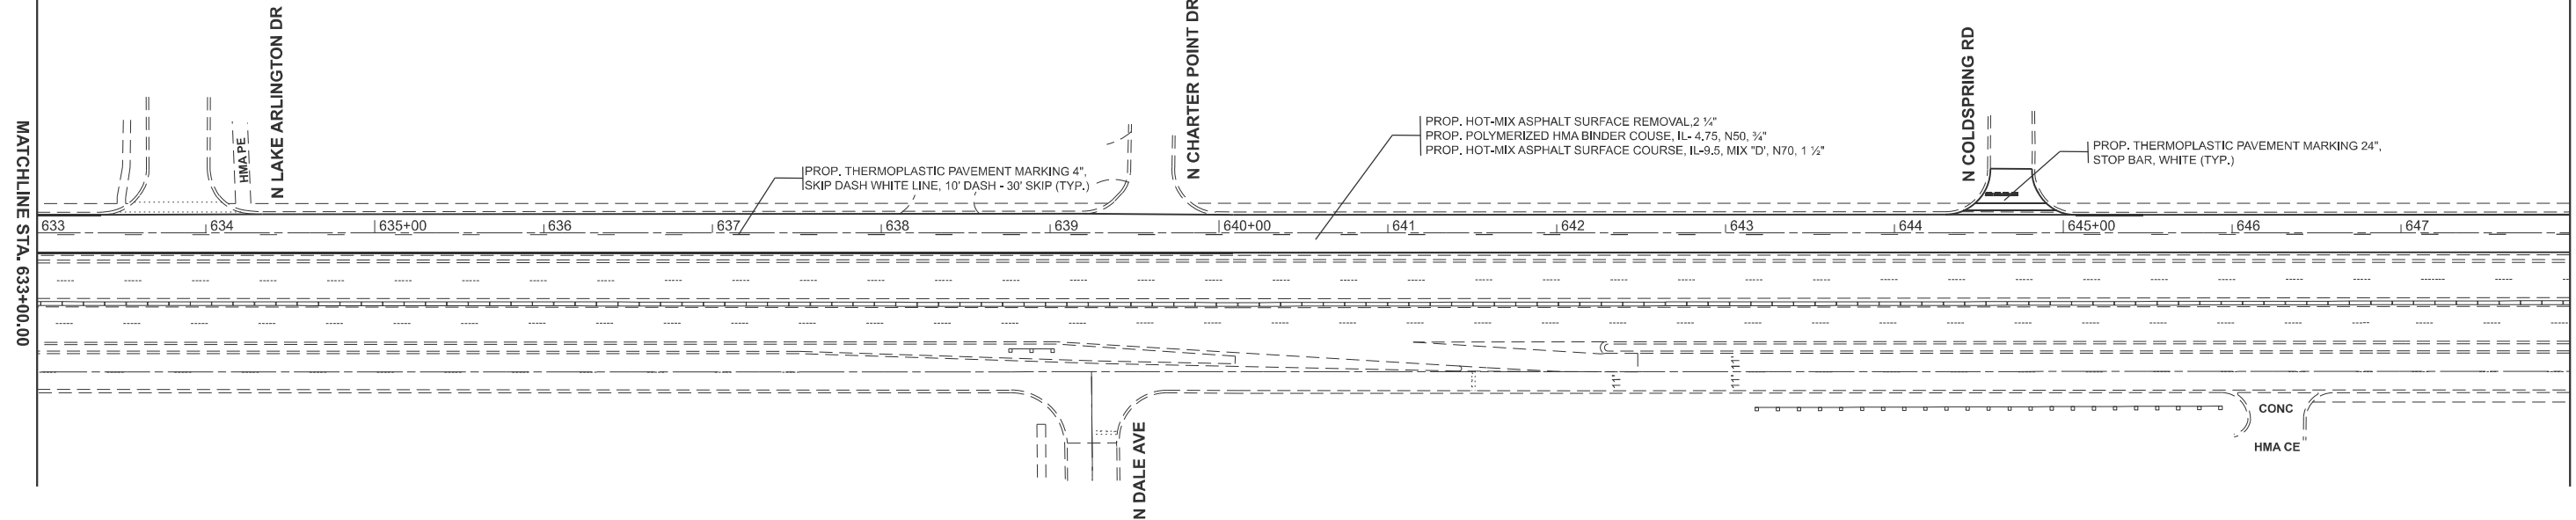 MATCHLINE STA. 633+00.00
HMA PE
N LAKE ARLINGTON DR
N CHARTER POINT DR
N COLDSPRING RD
PROP. THERMOPLASTIC PAVEMENT MARKING 4",
SKIP DASH WHITE LINE, 10' DASH - 30' SKIP (TYP.)
PROP. HOT-MIX ASPHALT SURFACE REMOVAL,2 ¼"
PROP. POLYMERIZED HMA BINDER COUSE, IL- 4.75, N50, ¾"
PROP. HOT-MIX ASPHALT SURFACE COURSE, IL-9.5, MIX "D', N70, 1 ½"
PROP. THERMOPLASTIC PAVEMENT MARKING 24",
STOP BAR, WHITE (TYP.)
633 634 635+00 636 637 638 639 640+00 641 642 643 644 645+00 646 647
11'
11' 11'
N DALE AVE
CONC
HMA CE